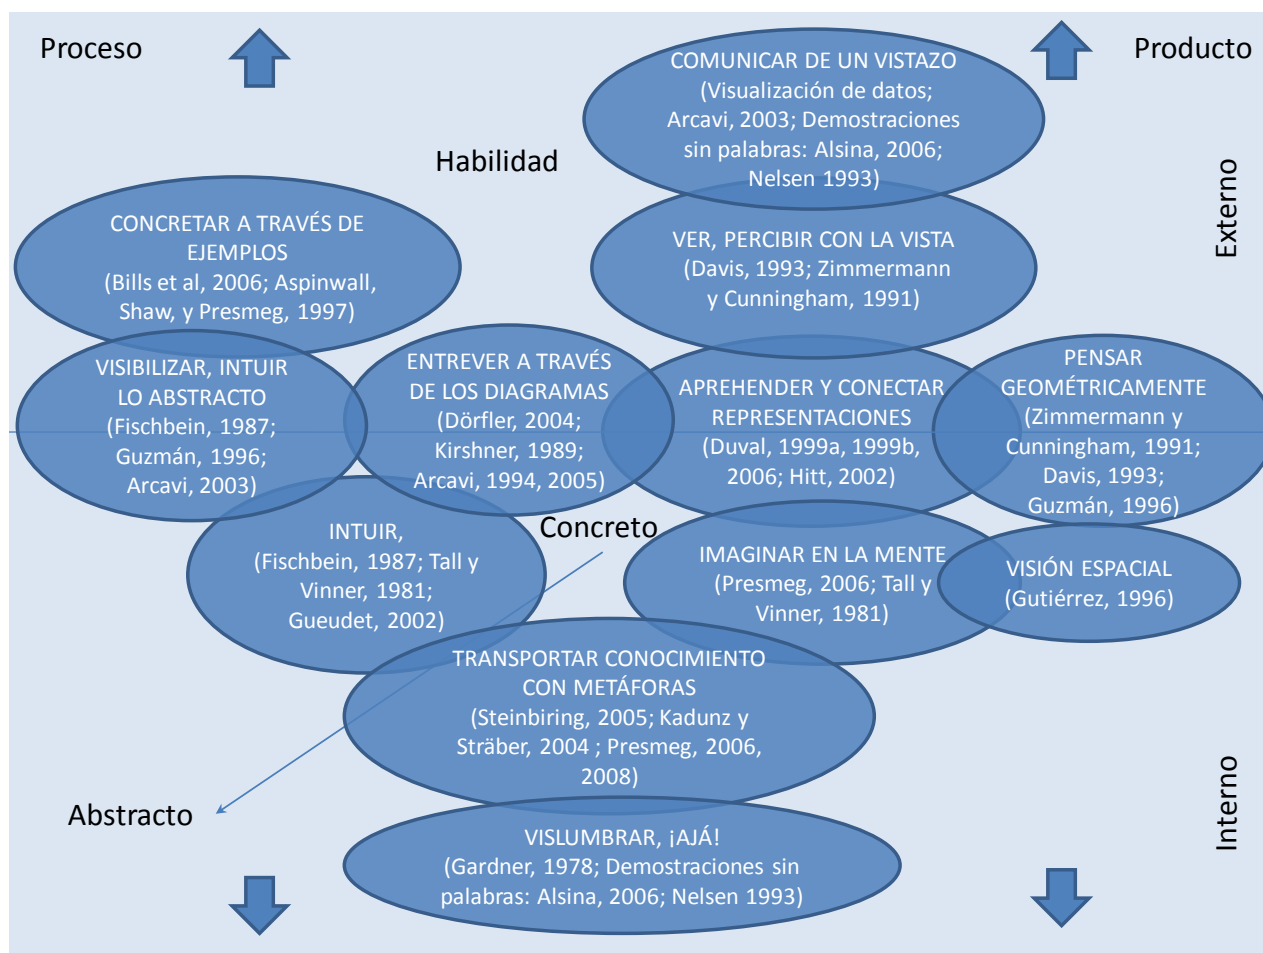 Proceso
Producto
COMUNICAR DE UN VISTAZO
(Visualización de datos;
Arcavi, 2003; Demostraciones
sin palabras: Alsina, 2006;
Nelsen 1993)
Habilidad
Externo
CONCRETAR A TRAVÉS DE
EJEMPLOS
(Bills et al, 2006; Aspinwall,
Shaw, y Presmeg, 1997)
VER, PERCIBIR CON LA VISTA
(Davis, 1993; Zimmermann
y Cunningham, 1991)
VISIBILIZAR, INTUIR
LO ABSTRACTO
(Fischbein, 1987;
Guzmán, 1996;
Arcavi, 2003)
ENTREVER A TRAVÉS
DE LOS DIAGRAMAS
(Dörfler, 2004;
Kirshner, 1989;
Arcavi, 1994, 2005)
APREHENDER Y CONECTAR
REPRESENTACIONES
(Duval, 1999a, 1999b,
2006; Hitt, 2002)
PENSAR
GEOMÉTRICAMENTE
(Zimmermann y
Cunningham, 1991;
Davis, 1993;
Guzmán, 1996)
INTUIR,
(Fischbein, 1987; Tall y
Vinner, 1981;
Gueudet, 2002)
Concreto
IMAGINAR EN LA MENTE
(Presmeg, 2006; Tall y
Vinner, 1981)
VISIÓN ESPACIAL
(Gutiérrez, 1996)
TRANSPORTAR CONOCIMIENTO
CON METÁFORAS
(Steinbiring, 2005; Kadunz y
Sträber, 2004 ; Presmeg, 2006,
2008)
Abstracto
Interno
VISLUMBRAR, ¡AJÁ!
(Gardner, 1978; Demostraciones sin
palabras: Alsina, 2006; Nelsen 1993)